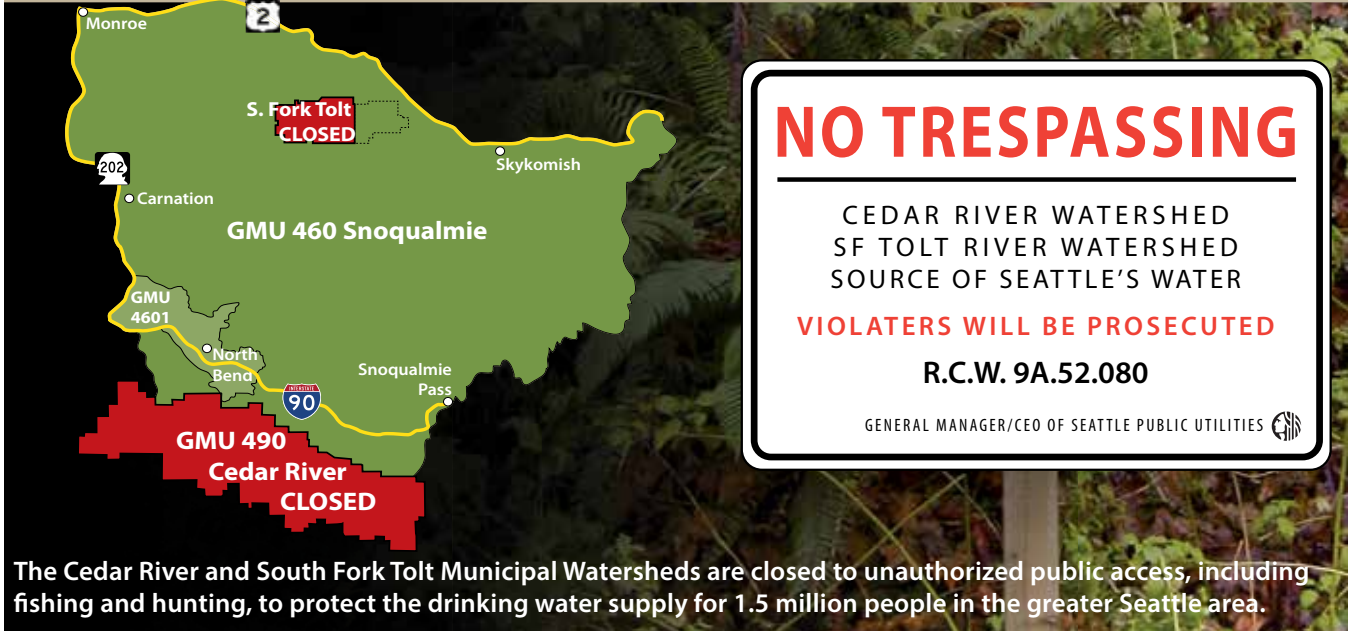 Monroe
2
S. Fork Tolt
CLOSED
Skykomish
202
Carnation
GMU 460 Snoqualmie
GMU
4601
North
Bend
Snoqualmie
Pass
INTERSTATE
90
GMU 490
Cedar River
CLOSED
NO TRESPASSING
CEDAR RIVER WATERSHED
SF TOLT RIVER WATERSHED
SOURCE OF SEATTLE'S WATER
VIOLATERS WILL BE PROSECUTED
R.C.W. 9A.52.080
GENERAL MANAGER/CEO OF SEATTLE PUBLIC UTILITIES
The Cedar River and South Fork Tolt Municipal Watersheds are closed to unauthorized public access, including
fishing and hunting, to protect the drinking water supply for 1.5 million people in the greater Seattle area.